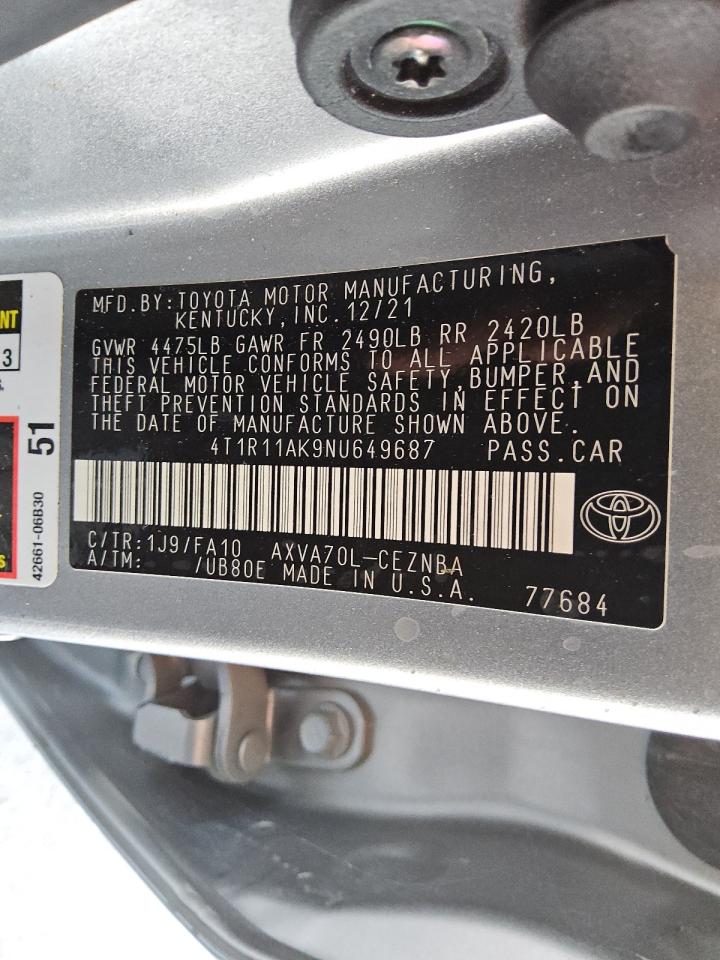 MFD.BY:TOYOTA MOTOR MANUFACTURING,
KENTUCKY, INC. 12/21
GVWR 4475LB GAWR FR 2490LB RR 2420LB
THIS VEHICLE CONFORMS TO ALL APPLICABLE
FEDERAL MOTOR VEHICLE SAFETY,BUMPER,AND
THEFT PREVENTION STANDARDS IN EFFECT ON
THE DATE OF MANUFACTURE SHOWN ABOVE.
4T1R11AK9NU649687 PASS.CAR
C/TR:1J9/FA10 AXVA70L-CEZNBA
A/TM: /UB80E MADE IN U.S.A. 77684
NT
3
51
42661-06B30